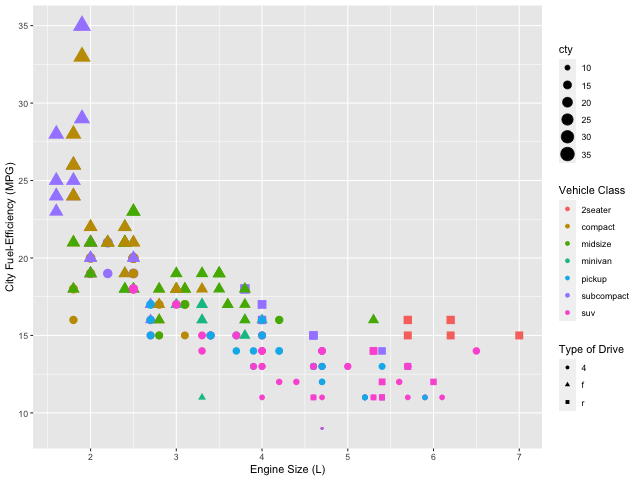 City Fuel-Efficiency (MPG)
35
30
25
20
15
10
2
3
4
5
6
7
Engine Size (L)
cty
10
15
20
25
30
35
Vehicle Class
2seater
compact
midsize
minivan
pickup
subcompact
suv
Type of Drive
4
f
r